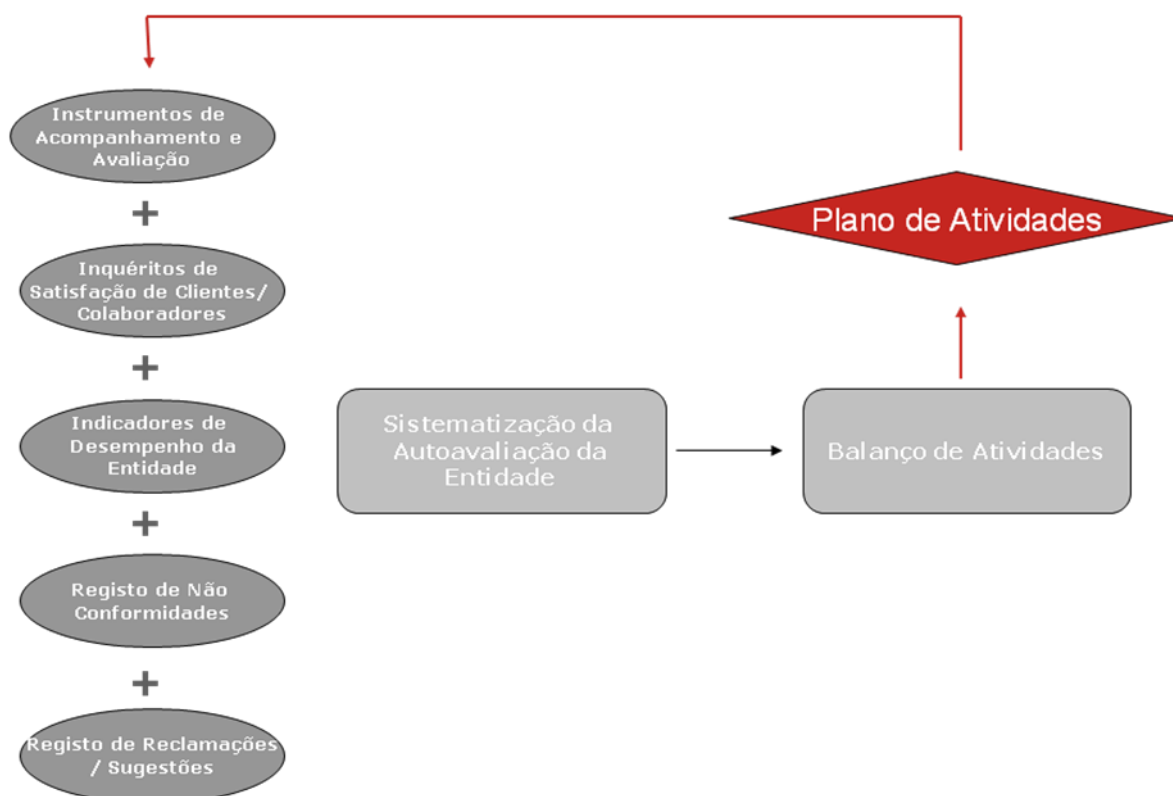 Instrumentos de
Acompanhamento e
Avaliação
+
Inquéritos de
Satisfação de Clientes/
Colaboradores
+
Indicadores de
Desempenho da
Entidade
+
Registo de Não
Conformidades
+
Registo de Reclamações
/ Sugestões
Sistematização da
Autoavaliação da
Entidade
Balanço de Atividades
Plano de Atividades